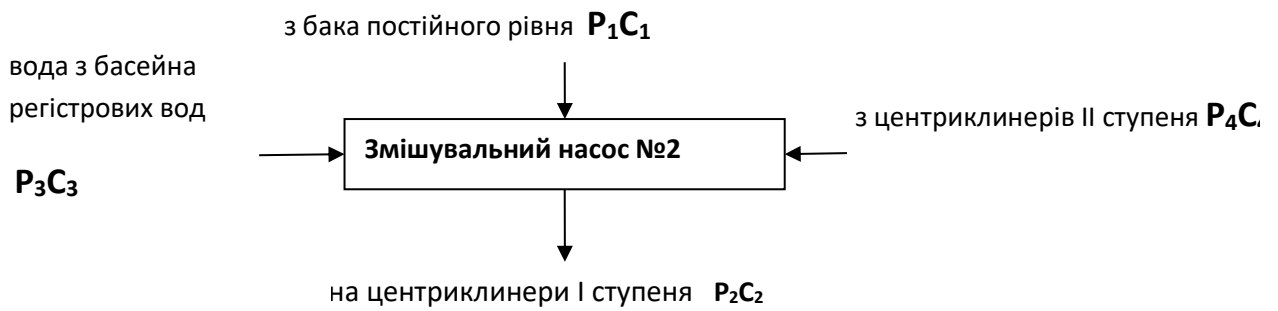 з бака постійного рівня P₁C₁
вода з басейна
регістрових вод
з центриклинерів II ступеня P₄C
Змішувальний насос №2
P₃C₃
на центриклинери I ступеня P₂C₂